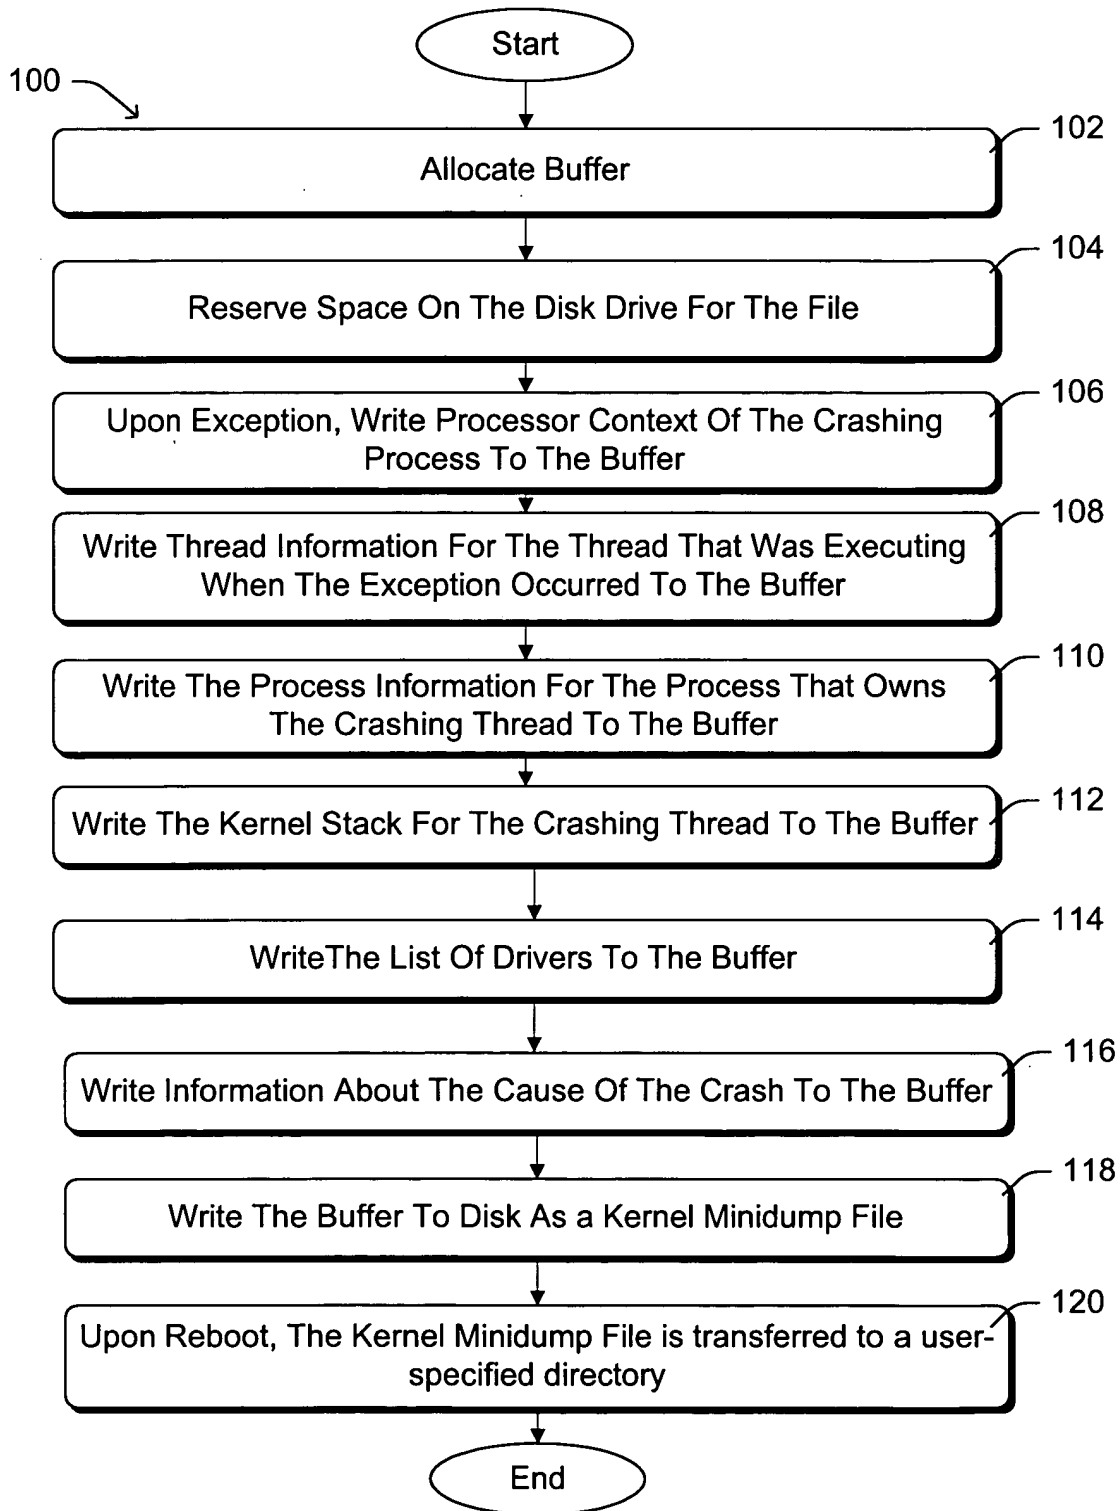 Start
100
102
Allocate Buffer
104
Reserve Space On The Disk Drive For The File
106
Upon Exception, Write Processor Context Of The Crashing
Process To The Buffer
108
Write Thread Information For The Thread That Was Executing
When The Exception Occurred To The Buffer
110
Write The Process Information For The Process That Owns
The Crashing Thread To The Buffer
112
Write The Kernel Stack For The Crashing Thread To The Buffer
114
WriteThe List Of Drivers To The Buffer
116
Write Information About The Cause Of The Crash To The Buffer
118
Write The Buffer To Disk As a Kernel Minidump File
120
Upon Reboot, The Kernel Minidump File is transferred to a user-
specified directory
End